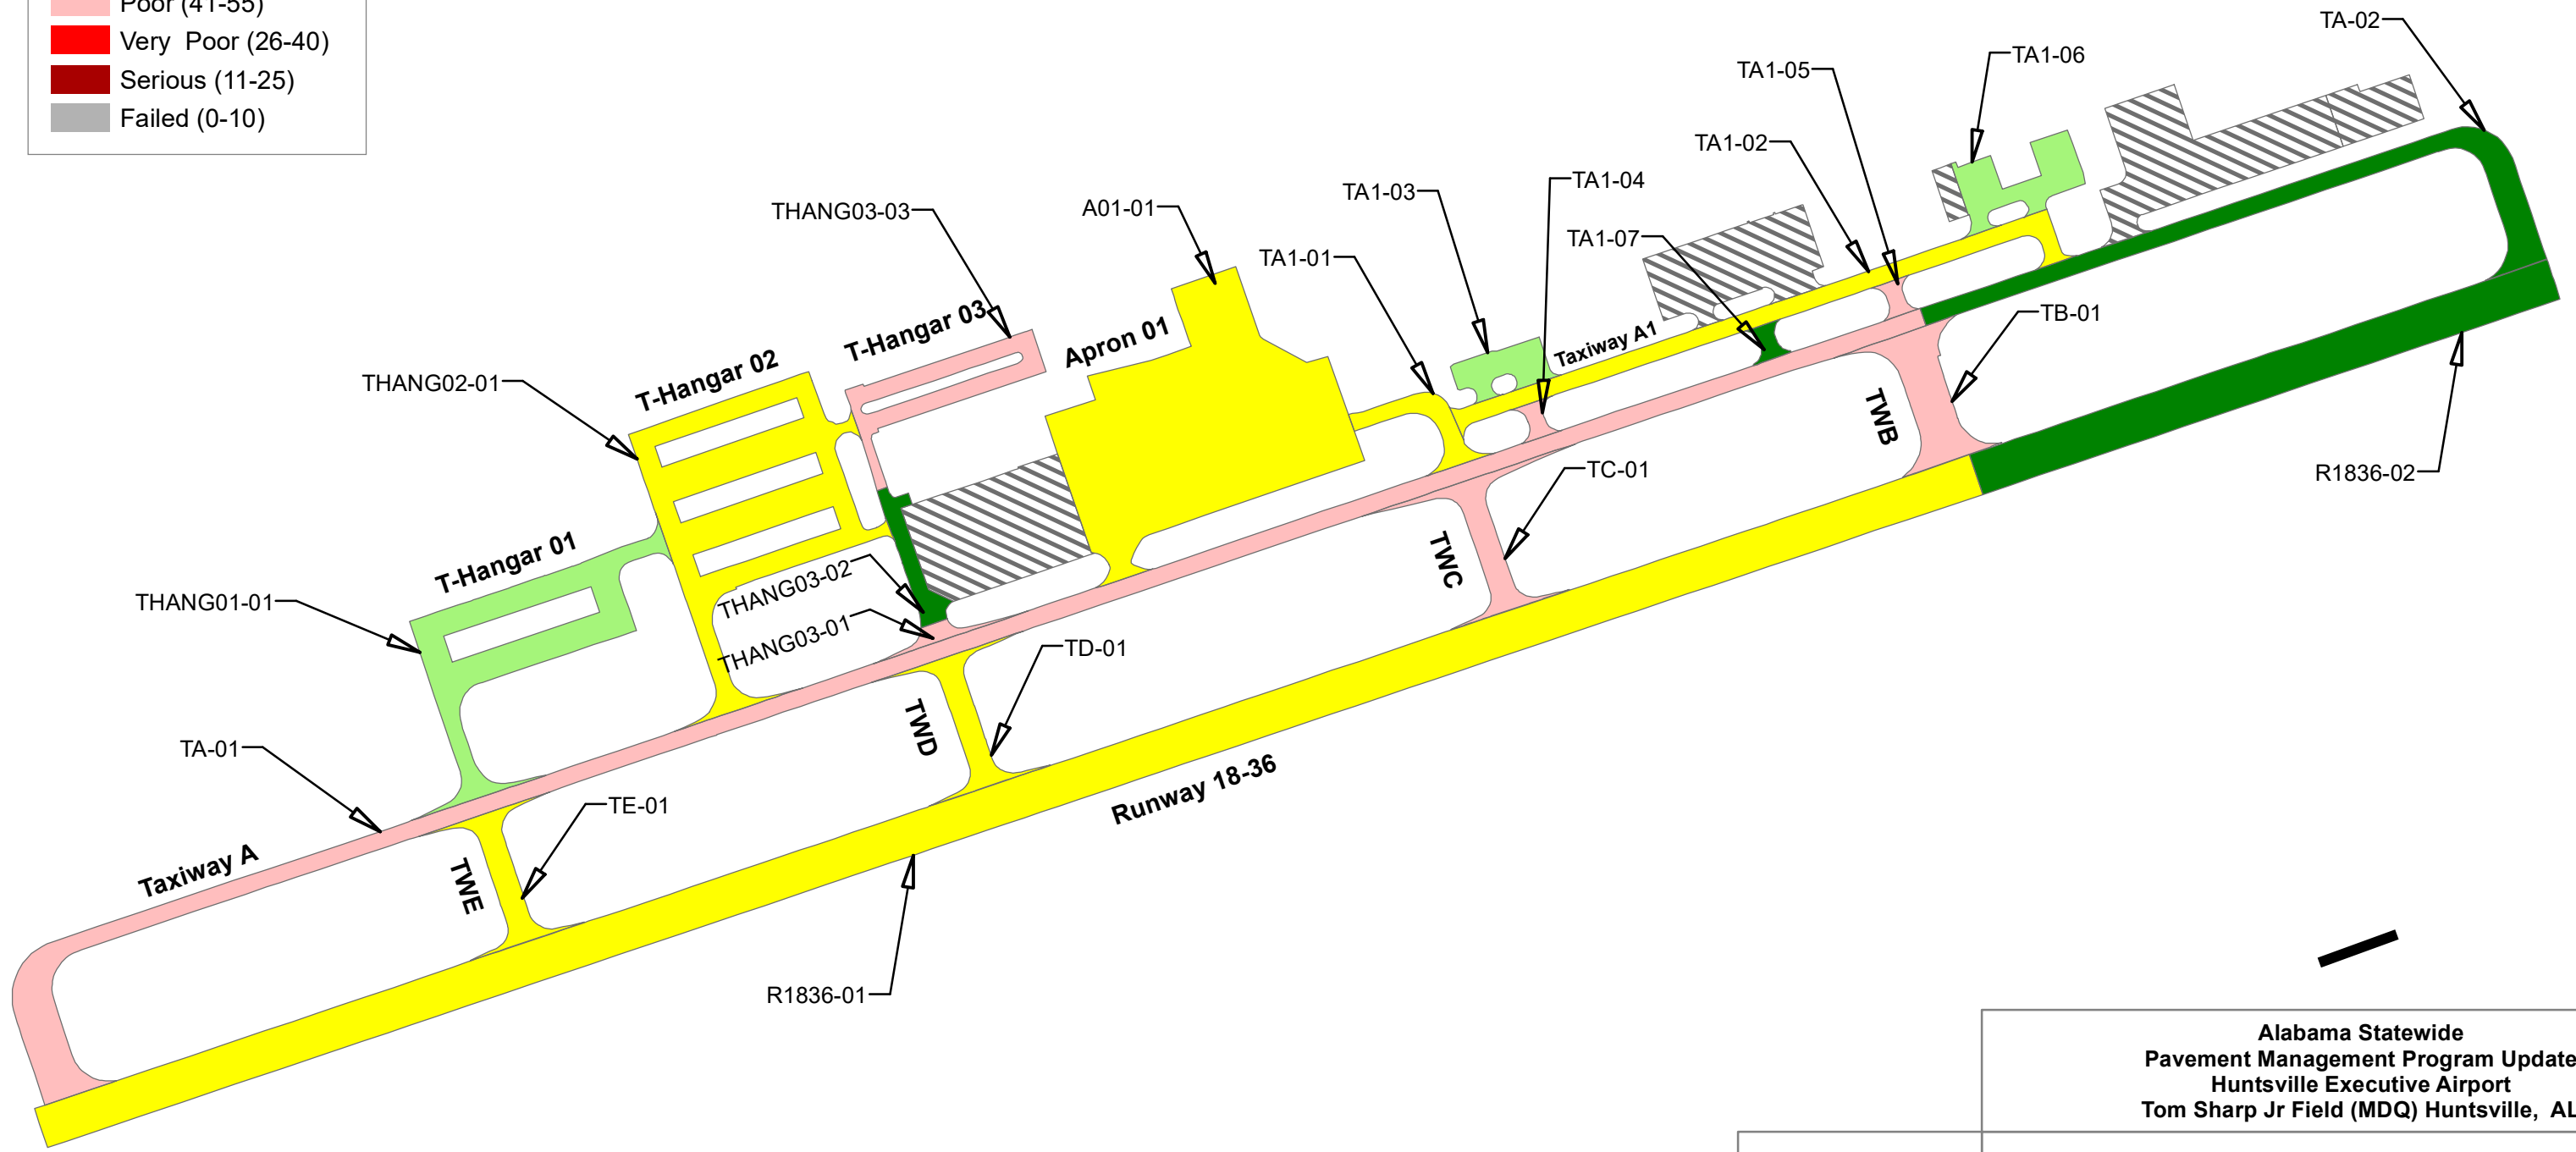 Poor (41-55)
Very Poor (26-40)
Serious (11-25)
Failed (0-10)
TA-02
TA1-06
TA1-05
TA1-02
TA1-04
TA1-03
THANG03-03
A01-01
TA1-07
TA1-01
TB-01
T-Hangar 03
Apron 01
Taxiway A1
T-Hangar 02
THANG02-01
TWB
TC-01
R1836-02
T-Hangar 01
TWC
THANG03-02
THANG01-01
THANG03-01
TD-01
TWD
TA-01
Runway 18-36
TE-01
Taxiway A
TWE
R1836-01
Alabama Statewide
Pavement Management Program Update
Huntsville Executive Airport
Tom Sharp Jr Field (MDQ) Huntsville, AL